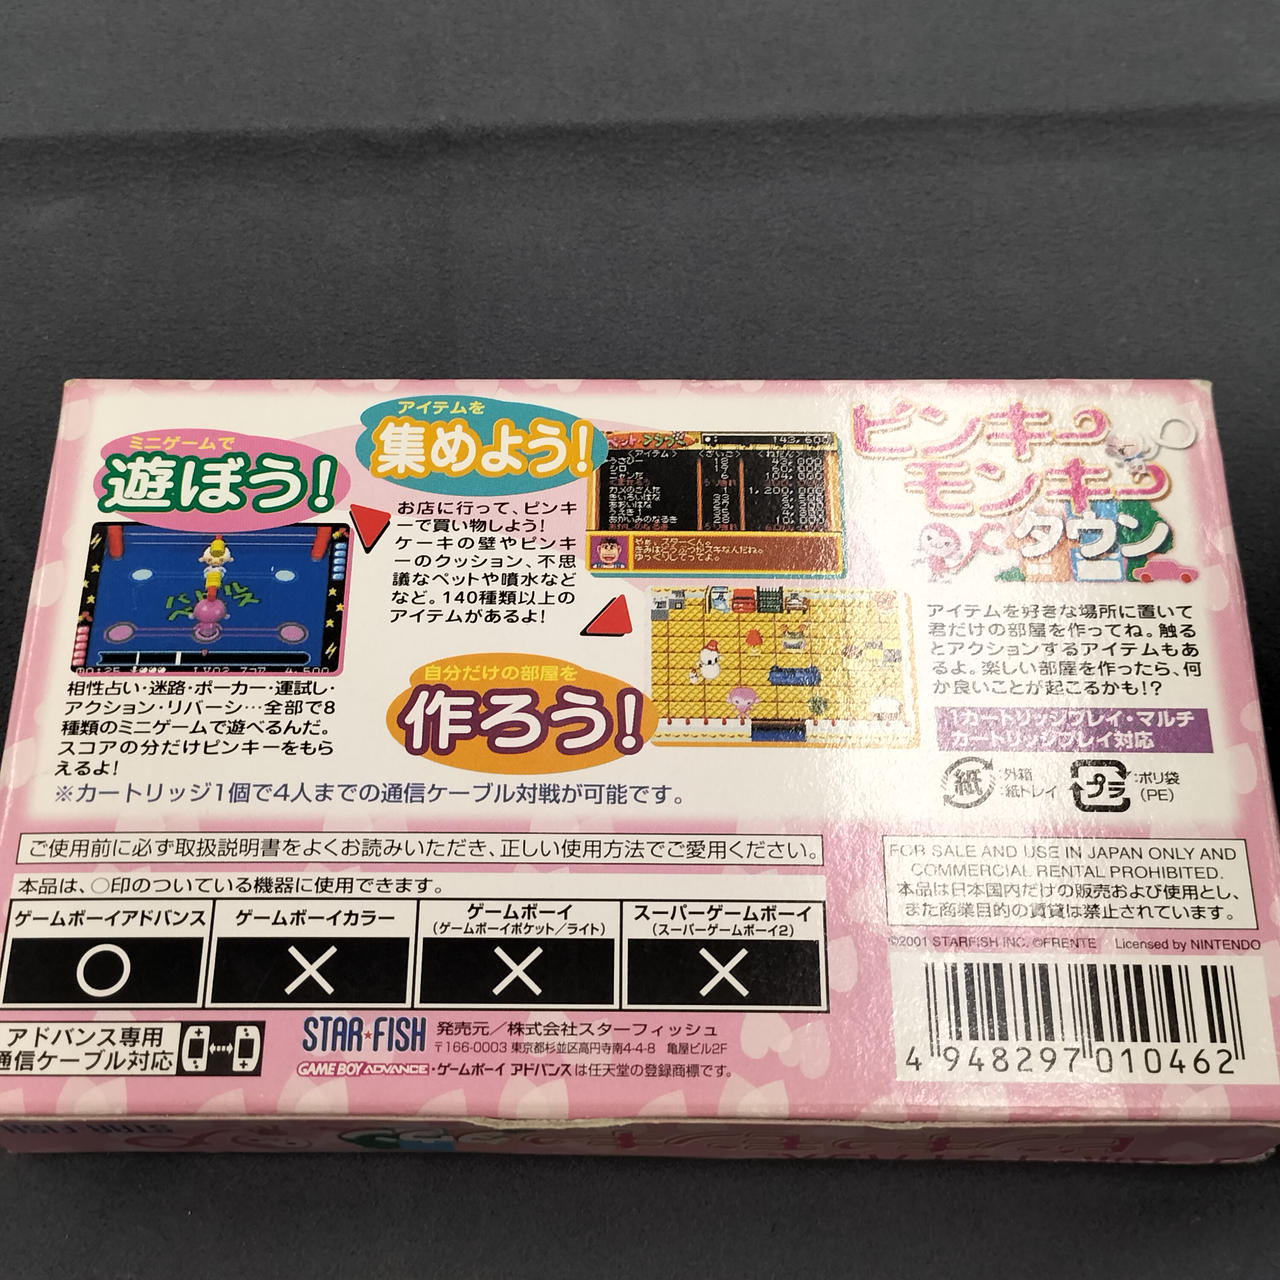 ミニゲームで
遊ぼう!
相性占い・迷路・ポーカー・運試し・
アクション・リバーシ…全部で8
種類のミニゲームで遊べるんだ。
スコアの分だけピンキーをもら
えるよ!
アイテムを
集めよう!
お店に行って、ピンキ
ーで買い物しよう!
ケーキの壁やピンキ
ーのクッション、不思
議なペットや噴水など
など。140種類以上の
アイテムがあるよ!
143,600
自分だけの部屋を
作ろう!
※カートリッジ1個で4人までの通信ケーブル対戦が可能です。
ピンキー
モンキー
タウン
アイテムを好きな場所に置いて
君だけの部屋を作ってね。触る
とアクションするアイテムもあ
るよ。楽しい部屋を作ったら、何
か良いことが起こるかも!?
1カートリッジプレイ・マルチ
カートリッジプレイ対応
紙 :外箱
:紙トレイ
プラ :ポリ袋
(PE)
ご使用前に必ず取扱説明書をよくお読みいただき、正しい使用方法でご愛用ください。
本品は、○印のついている機器に使用できます。
ゲームボーイアドバンス ゲームボーイカラー ゲームボーイ スーパーゲームボーイ
(ゲームボーイポケット/ライト) (スーパーゲームボーイ2)
○ × × ×
アドバンス専用
通信ケーブル対応
STAR★FISH 発売元/株式会社スターフィッシュ
〒166-0003 東京都杉並区高円寺南4-4-8 亀屋ビル2F
GAME BOY ADVANCE・ゲームボーイ アドバンスは任天堂の登録商標です。
FOR SALE AND USE IN JAPAN ONLY AND
COMMERCIAL RENTAL PROHIBITED.
本品は日本国内だけの販売および使用とし、
また商業目的の賃貸は禁止されています。
©2001 STARFISH INC. ©FRENTE Licensed by NINTENDO
4 948297 010462